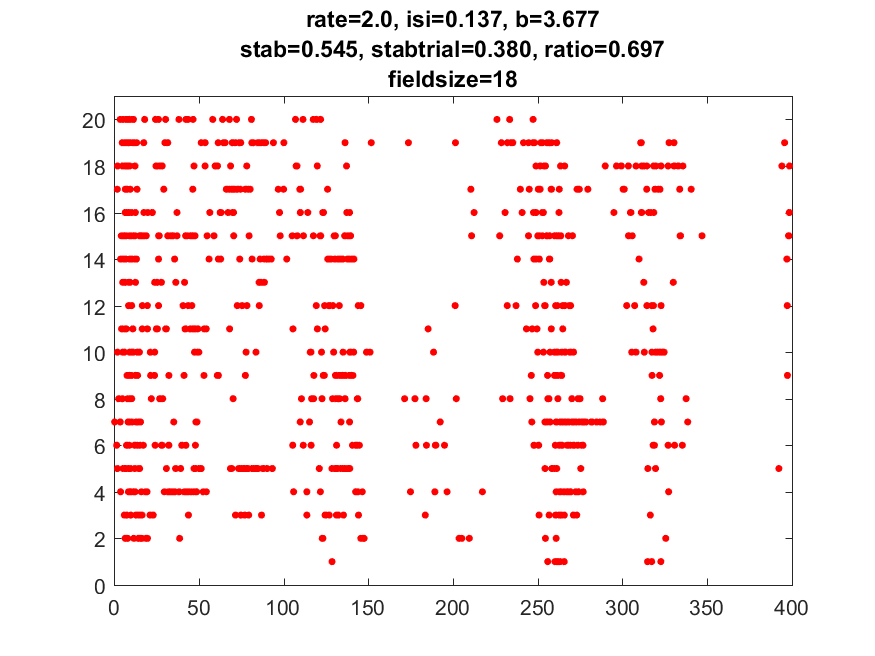 rate=2.0, isi=0.137, b=3.677
stab=0.545, stabtrial=0.380, ratio=0.697
fieldsize=18
20
18
16
14
12
10
8
6
4
2
0
0 50 100 150 200 250 300 350 400